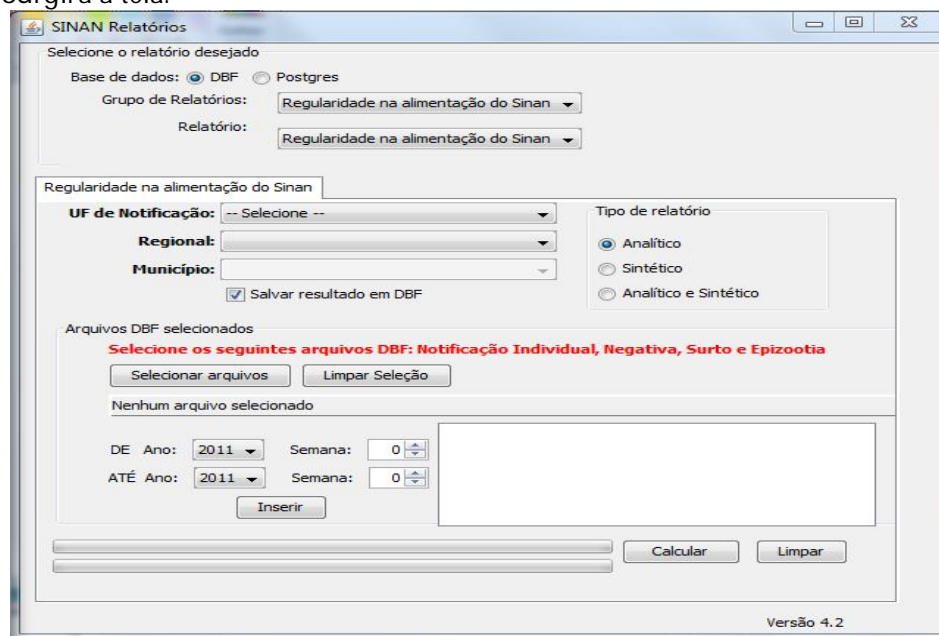 surgirá a tela:
SINAN Relatórios
Selecione o relatório desejado
Base de dados: DBF Postgres
Grupo de Relatórios: Regularidade na alimentação do Sinan
Relatório: Regularidade na alimentação do Sinan
Regularidade na alimentação do Sinan
UF de Notificação: -- Selecione --
Tipo de relatório
Regional:
Analítico
Município:
Sintético
Salvar resultado em DBF
Analítico e Sintético
Arquivos DBF selecionados
Selecione os seguintes arquivos DBF: Notificação Individual, Negativa, Surto e Epizootia
Selecionar arquivos Limpar Seleção
Nenhum arquivo selecionado
DE Ano: 2011 Semana: 0
ATÉ Ano: 2011 Semana: 0
Inserir
Calcular Limpar
Versão 4.2